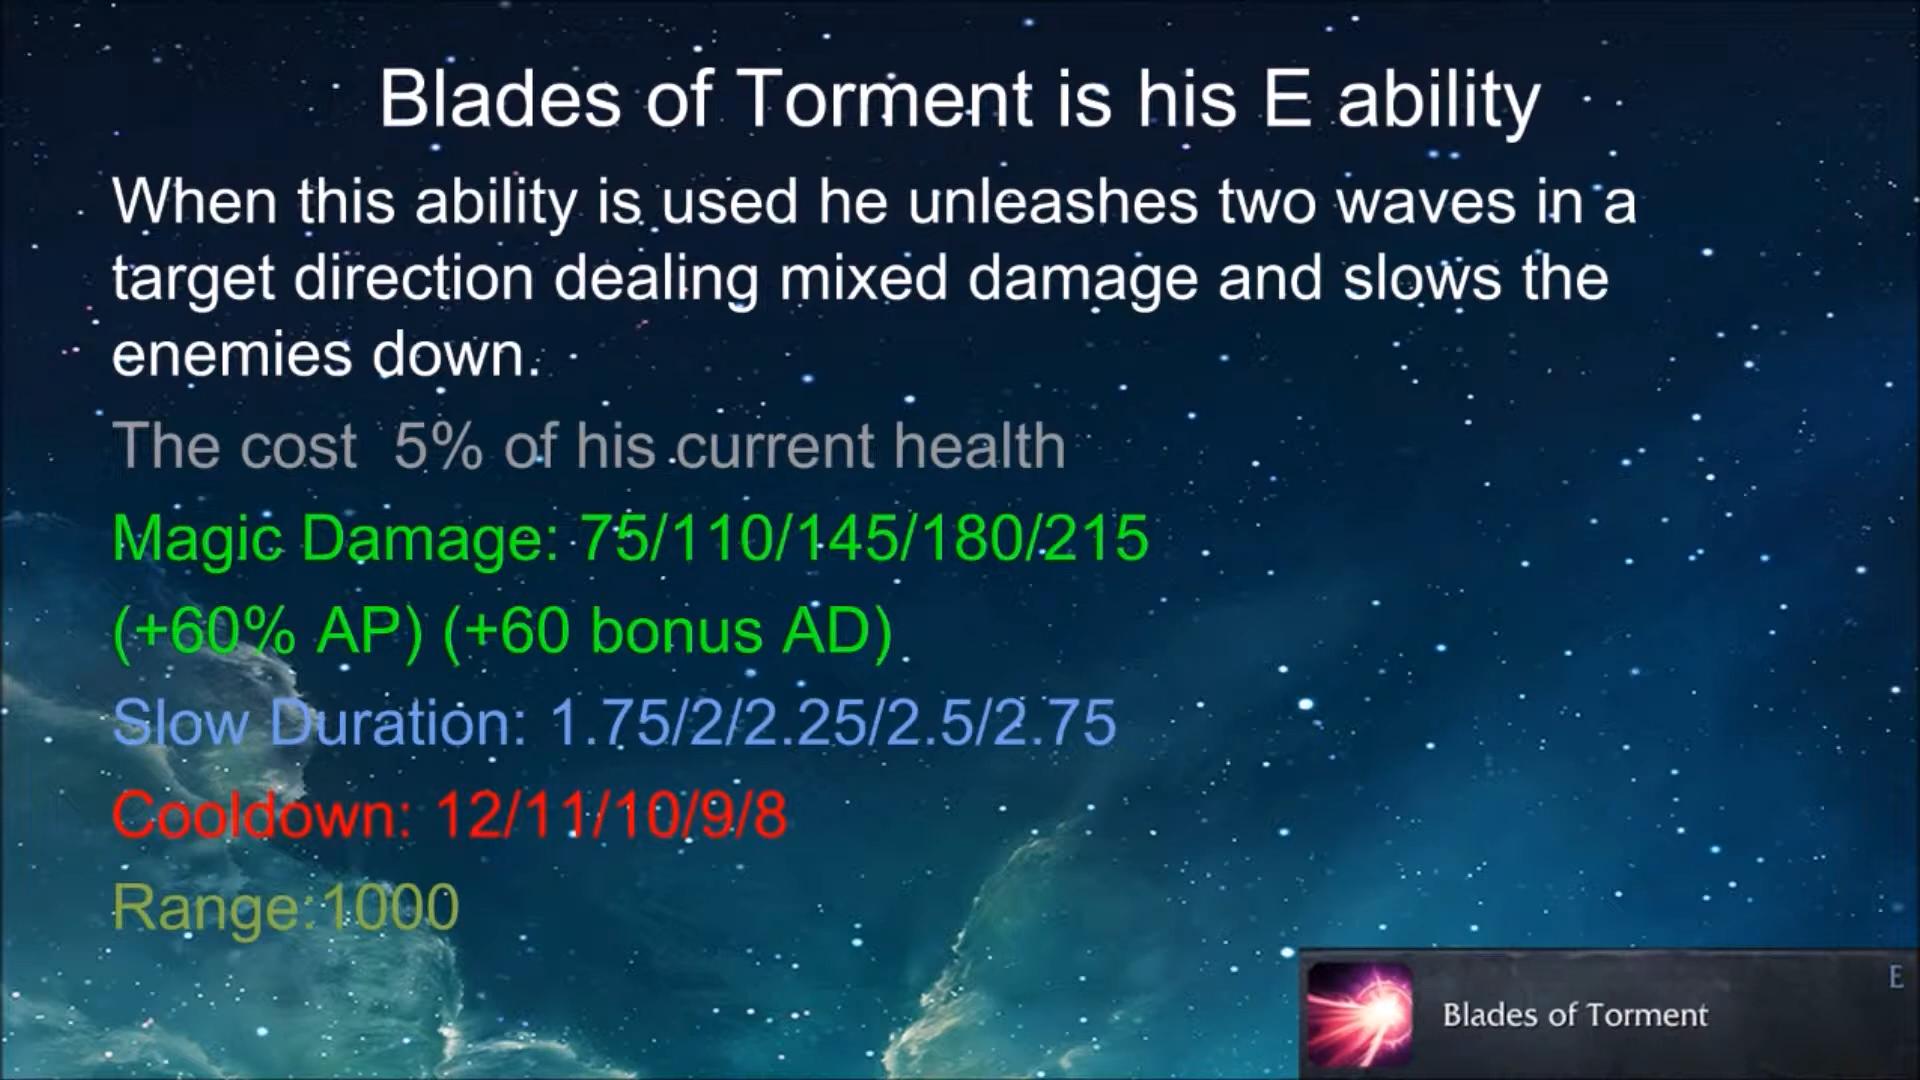 Blades of Torment is his E ability
When this ability is used he unleashes two waves in a
target direction dealing mixed damage and slows the
enemies down.
The cost  5% of his current health
Magic Damage: 75/110/145/180/215
(+60% AP) (+60 bonus AD)
Slow Duration: 1.75/2/2.25/2.5/2.75
Cooldown: 12/11/10/9/8
Range:1000
E
Blades of Torment